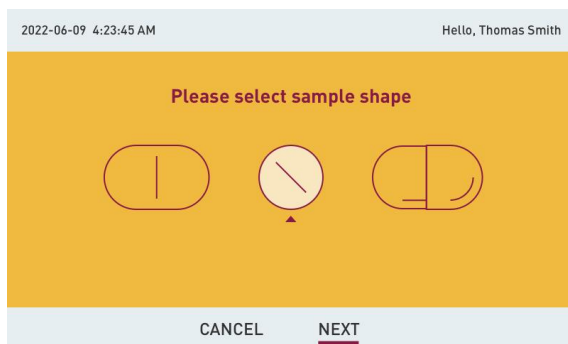 2022-06-09 4:23:45 AM Hello, Thomas Smith
Please select sample shape
CANCEL NEXT